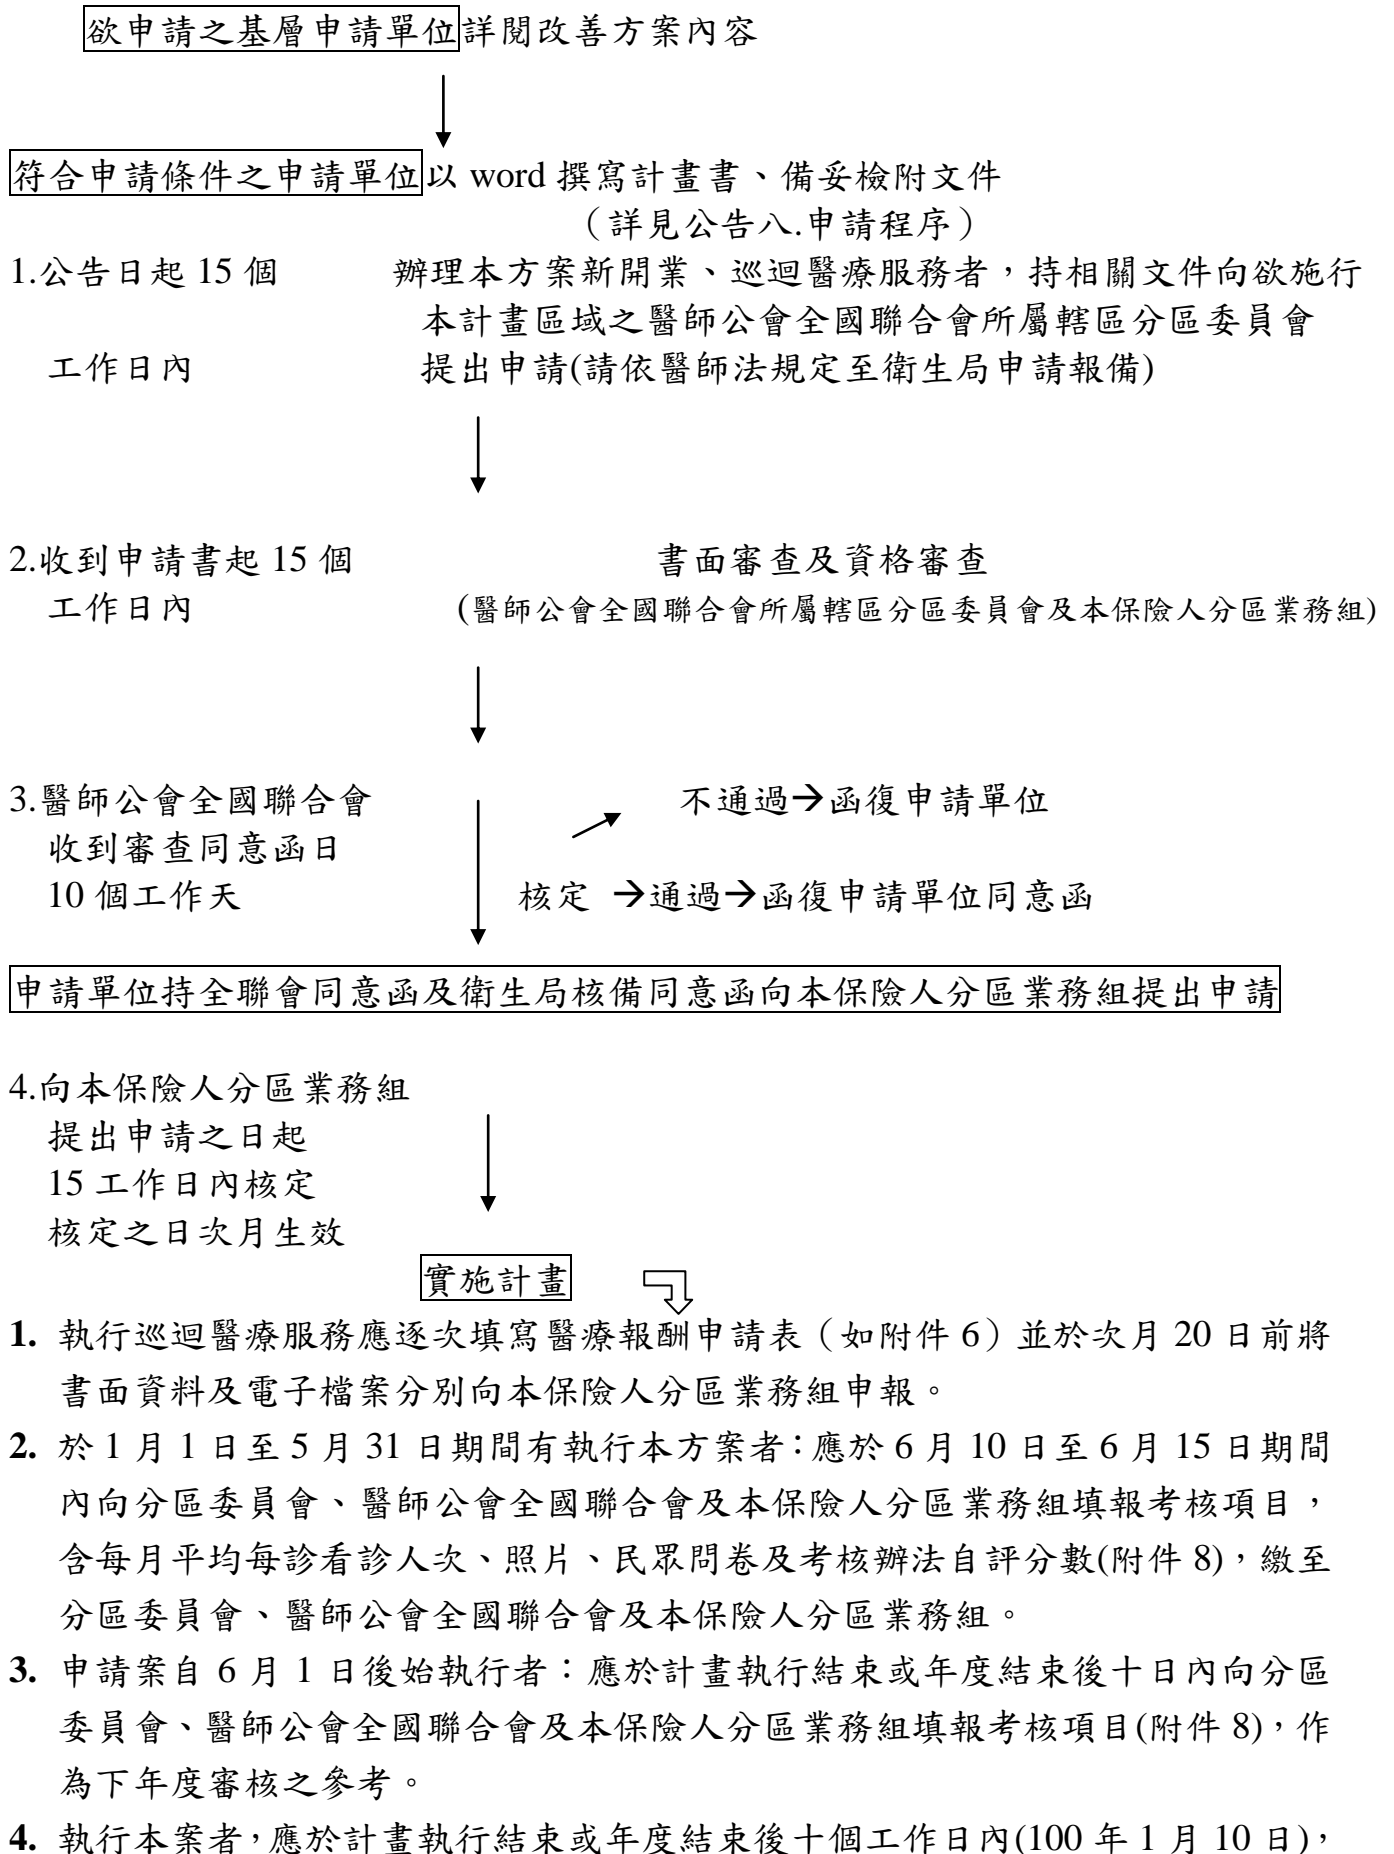 欲申請之基層申請單位詳閱改善方案內容
符合申請條件之申請單位以 word 撰寫計畫書、備妥檢附文件
（詳見公告八.申請程序）
1.公告日起 15 個 辦理本方案新開業、巡迴醫療服務者，持相關文件向欲施行
本計畫區域之醫師公會全國聯合會所屬轄區分區委員會
工作日內 提出申請(請依醫師法規定至衛生局申請報備)
2.收到申請書起 15 個 書面審查及資格審查
工作日內 (醫師公會全國聯合會所屬轄區分區委員會及本保險人分區業務組)
3.醫師公會全國聯合會 不通過→函復申請單位
收到審查同意函日
10 個工作天 核定 →通過→函復申請單位同意函
申請單位持全聯會同意函及衛生局核備同意函向本保險人分區業務組提出申請
4.向本保險人分區業務組
提出申請之日起
15 工作日內核定
核定之日次月生效
實施計畫
1. 執行巡迴醫療服務應逐次填寫醫療報酬申請表（如附件 6）並於次月 20 日前將
書面資料及電子檔案分別向本保險人分區業務組申報。
2. 於 1 月 1 日至 5 月 31 日期間有執行本方案者：應於 6 月 10 日至 6 月 15 日期間
內向分區委員會、醫師公會全國聯合會及本保險人分區業務組填報考核項目，
含每月平均每診看診人次、照片、民眾問卷及考核辦法自評分數(附件 8)，繳至
分區委員會、醫師公會全國聯合會及本保險人分區業務組。
3. 申請案自 6 月 1 日後始執行者：應於計畫執行結束或年度結束後十日內向分區
委員會、醫師公會全國聯合會及本保險人分區業務組填報考核項目(附件 8)，作
為下年度審核之參考。
4. 執行本案者，應於計畫執行結束或年度結束後十個工作日內(100 年 1 月 10 日)，